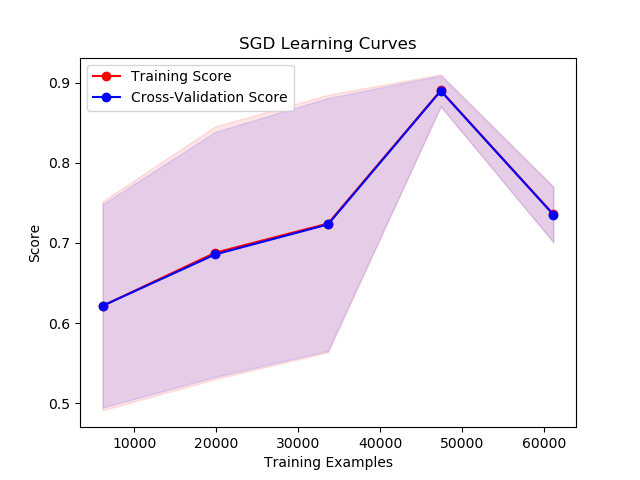 SGD Learning Curves
Training Score
Cross-Validation Score
Score
0.9
0.8
0.7
0.6
0.5
10000 20000 30000 40000 50000 60000
Training Examples